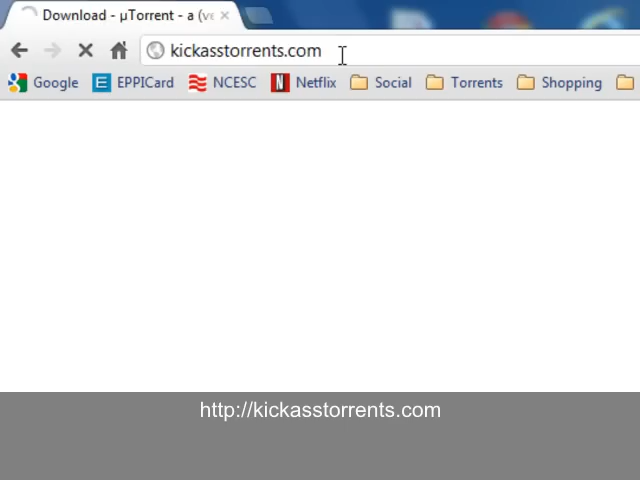 Download - µTorrent - a (ve
kickasstorrents.com
Google EPPICard NCESC Netflix Social Torrents Shopping
http://kickasstorrents.com